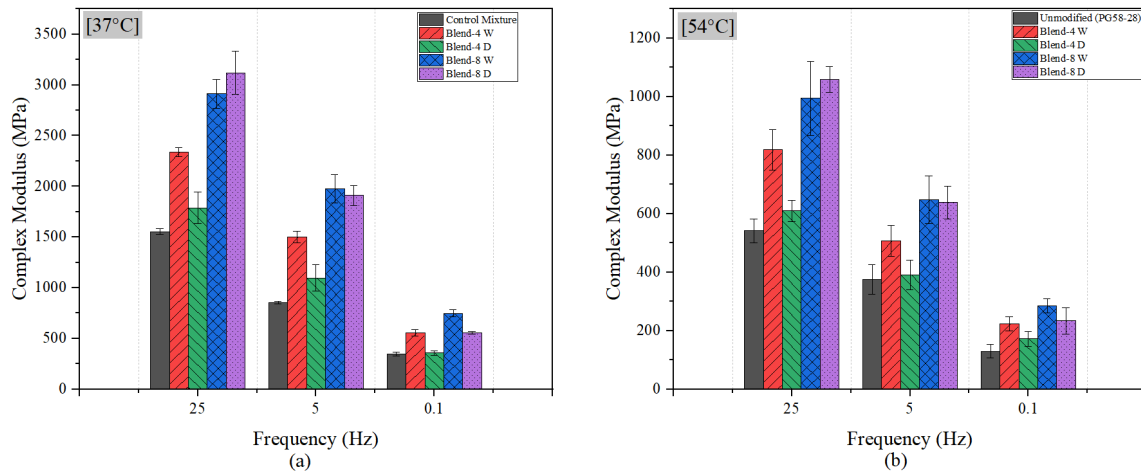 [37°C]
Control Mixture
Blend-4 W
Blend-4 D
Blend-8 W
Blend-8 D
3500
3000
2500
2000
1500
1000
500
0
Complex Modulus (MPa)
25
5
0.1
Frequency (Hz)
(a)
[54°C]
Unmodified (PG58-28)
Blend-4 W
Blend-4 D
Blend-8 W
Blend-8 D
1200
1000
800
600
400
200
0
Complex Modulus (MPa)
25
5
0.1
Frequency (Hz)
(b)